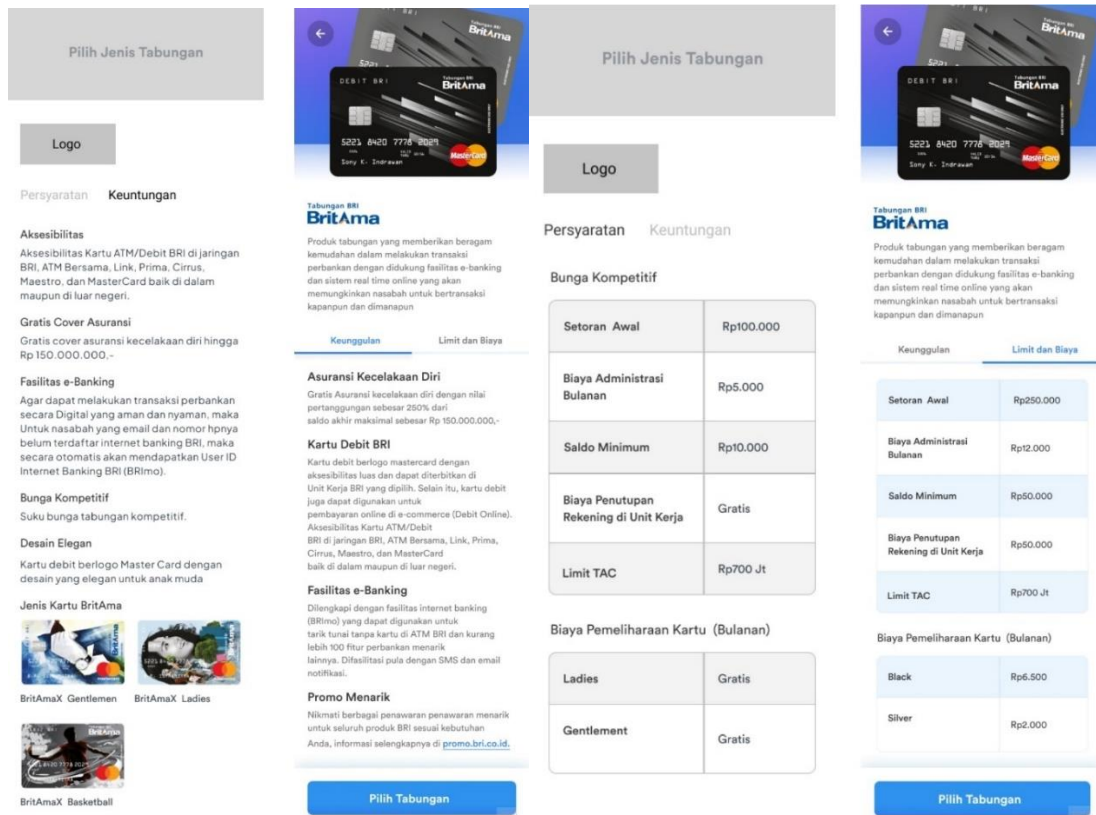 Pilih Jenis Tabungan
Logo
Persyaratan Keuntungan
Aksesibilitas
Aksesibilitas Kartu ATM/Debit BRI di jaringan
BRI, ATM Bersama, Link, Prima, Cirrus,
Maestro, dan MasterCard baik di dalam
maupun di luar negeri.
Gratis Cover Asuransi
Gratis cover asuransi kecelakaan diri hingga
Rp 150.000.000,-
Fasilitas e-Banking
Agar dapat melakukan transaksi perbankan
secara Digital yang aman dan nyaman, maka
Untuk nasabah yang email dan nomor hpnya
belum terdaftar internet banking BRI, maka
secara otomatis akan mendapatkan User ID
Internet Banking BRI (BRImo).
Bunga Kompetitif
Suku bunga tabungan kompetitif.
Desain Elegan
Kartu debit berlogo Master Card dengan
desain yang elegan untuk anak muda
Jenis Kartu BritAma
BritAmaX Gentlemen BritAmaX Ladies
BritAmaX Basketball
BritAma
DEBIT BRI
Tabungan BRI
BritAma
5221 8420 7778 2029
Sony K. Indrawan
MasterCard
Tabungan BRI
BritAma
Produk tabungan yang memberikan beragam
kemudahan dalam melakukan transaksi
perbankan dengan didukung fasilitas e-banking
dan sistem real time online yang akan
memungkinkan nasabah untuk bertransaksi
kapanpun dan dimanapun
Keunggulan Limit dan Biaya
Asuransi Kecelakaan Diri
Gratis Asuransi kecelakaan diri dengan nilai
pertanggungan sebesar 250% dari
saldo akhir maksimal sebesar Rp 150.000.000,-
Kartu Debit BRI
Kartu debit berlogo mastercard dengan
aksesibilitas luas dan dapat diterbitkan di
Unit Kerja BRI yang dipilih. Selain itu, kartu debit
juga dapat digunakan untuk
pembayaran online di e-commerce (Debit Online).
Aksesibilitas Kartu ATM/Debit
BRI di jaringan BRI, ATM Bersama, Link, Prima,
Cirrus, Maestro, dan MasterCard
baik di dalam maupun di luar negeri.
Fasilitas e-Banking
Dilengkapi dengan fasilitas internet banking
(BRImo) yang dapat digunakan untuk
tarik tunai tanpa kartu di ATM BRI dan kurang
lebih 100 fitur perbankan menarik
lainnya. Difasilitasi pula dengan SMS dan email
notifikasi.
Promo Menarik
Nikmati berbagai penawaran penawaran menarik
untuk seluruh produk BRI sesuai kebutuhan
Anda, informasi selengkapnya di promo.bri.co.id.
Pilih Tabungan
Pilih Jenis Tabungan
Logo
Persyaratan Keuntungan
Bunga Kompetitif
Setoran Awal Rp100.000
Biaya Administrasi
Bulanan Rp5.000
Saldo Minimum Rp10.000
Biaya Penutupan
Rekening di Unit Kerja Gratis
Limit TAC Rp700 Jt
Biaya Pemeliharaan Kartu (Bulanan)
Ladies Gratis
Gentlement Gratis
BritAma
DEBIT BRI
Tabungan BRI
BritAma
5221 8420 7778 2029
Sony K. Indrawan
MasterCard
Tabungan BRI
BritAma
Produk tabungan yang memberikan beragam
kemudahan dalam melakukan transaksi
perbankan dengan didukung fasilitas e-banking
dan sistem real time online yang akan
memungkinkan nasabah untuk bertransaksi
kapanpun dan dimanapun
Keunggulan Limit dan Biaya
Setoran Awal Rp250.000
Biaya Administrasi
Bulanan Rp12.000
Saldo Minimum Rp50.000
Biaya Penutupan
Rekening di Unit Kerja Rp50.000
Limit TAC Rp700 Jt
Biaya Pemeliharaan Kartu (Bulanan)
Black Rp6.500
Silver Rp2.000
Pilih Tabungan